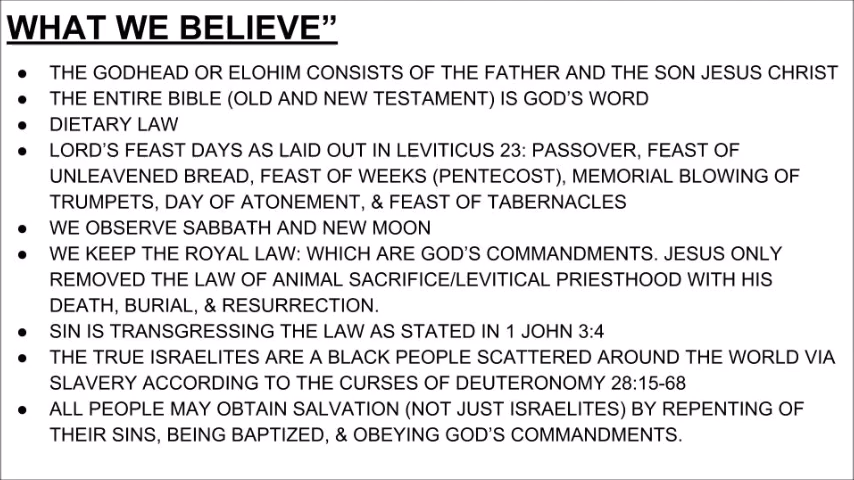 WHAT WE BELIEVE”
● THE GODHEAD OR ELOHIM CONSISTS OF THE FATHER AND THE SON JESUS CHRIST
● THE ENTIRE BIBLE (OLD AND NEW TESTAMENT) IS GOD’S WORD
● DIETARY LAW
● LORD’S FEAST DAYS AS LAID OUT IN LEVITICUS 23: PASSOVER, FEAST OF
UNLEAVENED BREAD, FEAST OF WEEKS (PENTECOST), MEMORIAL BLOWING OF
TRUMPETS, DAY OF ATONEMENT, & FEAST OF TABERNACLES
● WE OBSERVE SABBATH AND NEW MOON
● WE KEEP THE ROYAL LAW: WHICH ARE GOD’S COMMANDMENTS. JESUS ONLY
REMOVED THE LAW OF ANIMAL SACRIFICE/LEVITICAL PRIESTHOOD WITH HIS
DEATH, BURIAL, & RESURRECTION.
● SIN IS TRANSGRESSING THE LAW AS STATED IN 1 JOHN 3:4
● THE TRUE ISRAELITES ARE A BLACK PEOPLE SCATTERED AROUND THE WORLD VIA
SLAVERY ACCORDING TO THE CURSES OF DEUTERONOMY 28:15-68
● ALL PEOPLE MAY OBTAIN SALVATION (NOT JUST ISRAELITES) BY REPENTING OF
THEIR SINS, BEING BAPTIZED, & OBEYING GOD’S COMMANDMENTS.